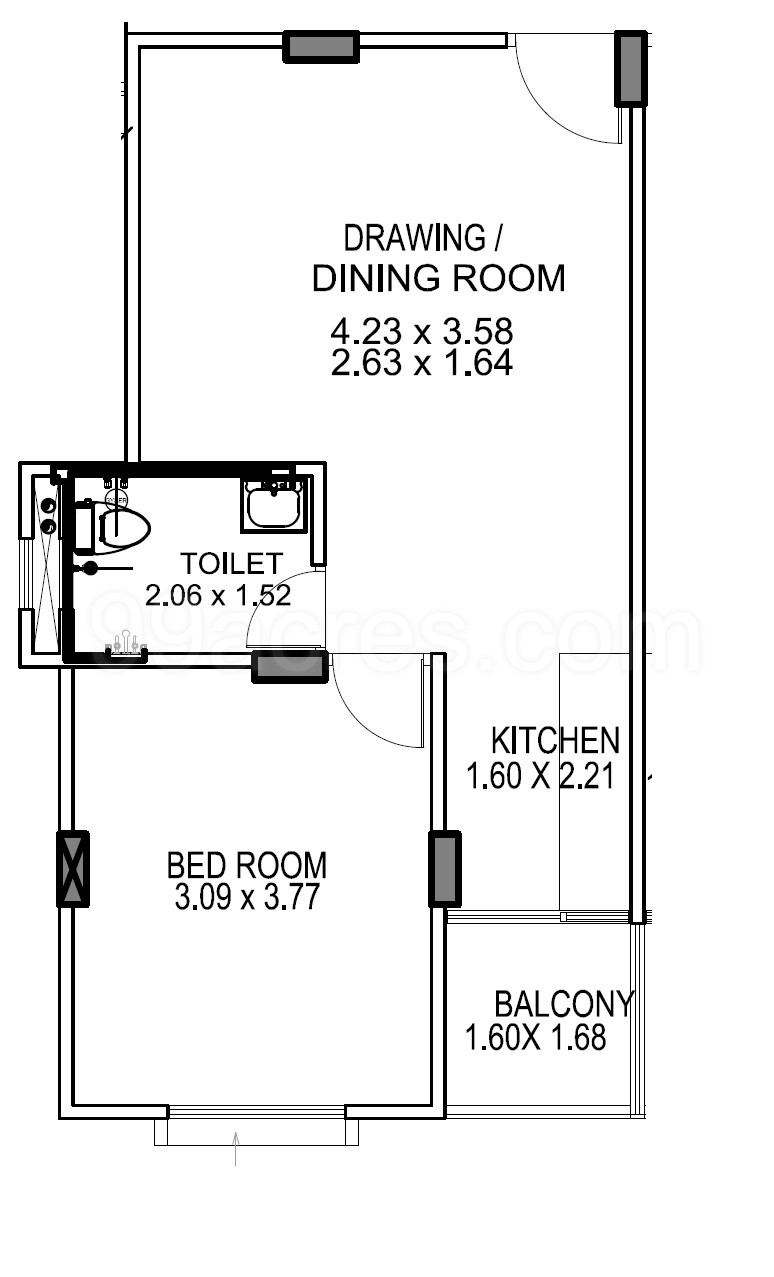 DRAWING /
DINING ROOM
4.23 x 3.58
2.63 x 1.64
TOILET
2.06 x 1.52
99acres.com
KITCHEN
1.60 X 2.21
BED ROOM
3.09 x 3.77
BALCONY
1.60X 1.68